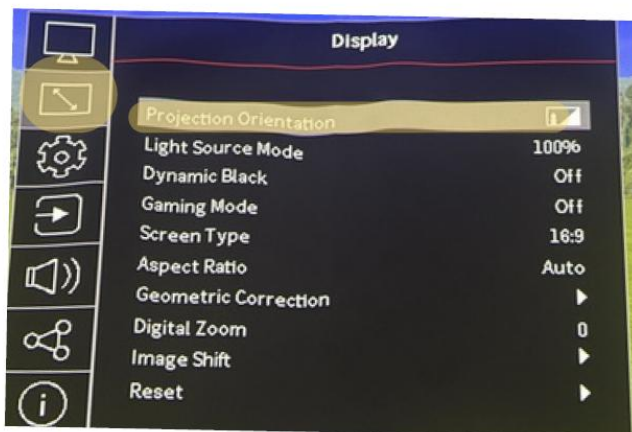 Display
Projection Orientation
Light Source Mode 100%
Dynamic Black Off
Gaming Mode Off
Screen Type 16:9
Aspect Ratio Auto
Geometric Correction
Digital Zoom 0
Image Shift
Reset
i